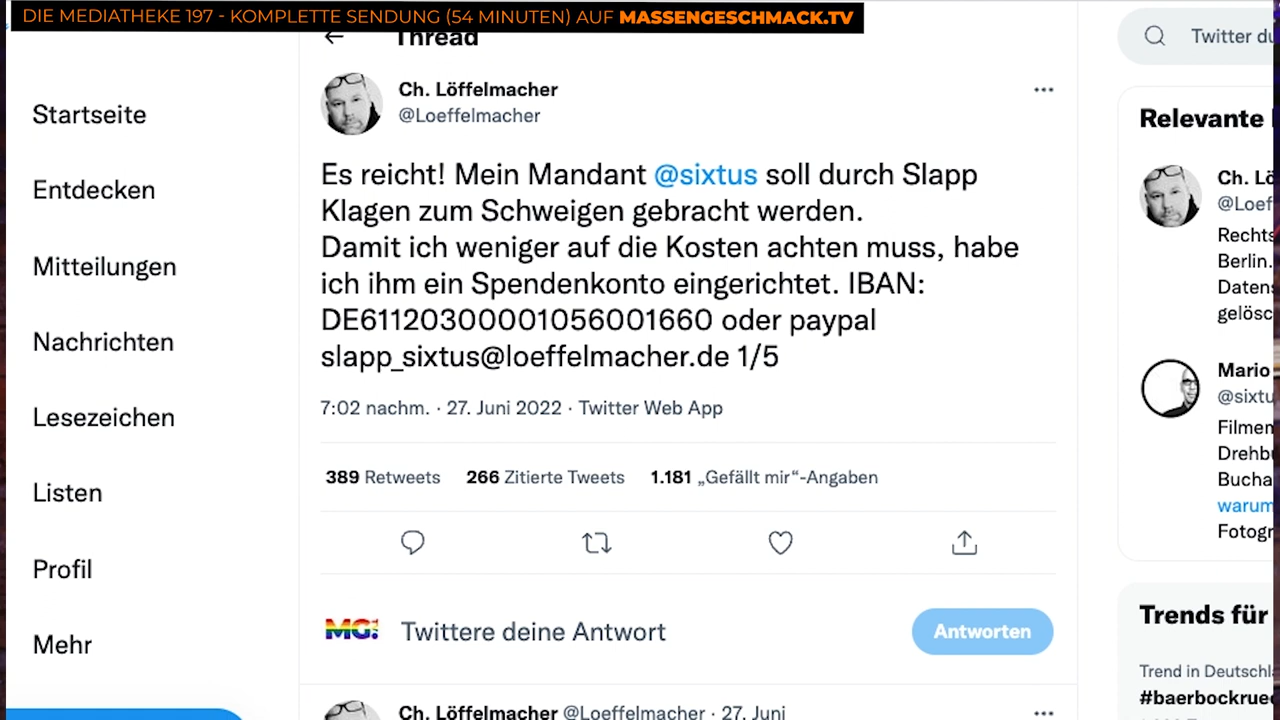 DIE MEDIATHEKE 197 - KOMPLETTE SENDUNG (54 MINUTEN) AUF MASSENGESCHMACK.TV
Thread
Twitter du
Startseite
Entdecken
Mitteilungen
Nachrichten
Lesezeichen
Listen
Profil
Mehr
Ch. Löffelmacher
@Loeffelmacher
Es reicht! Mein Mandant @sixtus soll durch Slapp
Klagen zum Schweigen gebracht werden.
Damit ich weniger auf die Kosten achten muss, habe
ich ihm ein Spendenkonto eingerichtet. IBAN:
DE61120300001056001660 oder paypal
slapp_sixtus@loeffelmacher.de 1/5
7:02 nachm. · 27. Juni 2022 · Twitter Web App
389 Retweets 266 Zitierte Tweets 1.181 „Gefällt mir“-Angaben
MG!
Twittere deine Antwort
Antworten
Ch. Löffelmacher @Loeffelmacher · 27. Juni
Relevante
Ch. Lö
@Loef
Rechts
Berlin.
Datens
gelösc
Mario
@sixtu
Filmen
Drehbu
Bucha
warum
Fotogr
Trends für
Trend in Deutschla
#baerbockrue